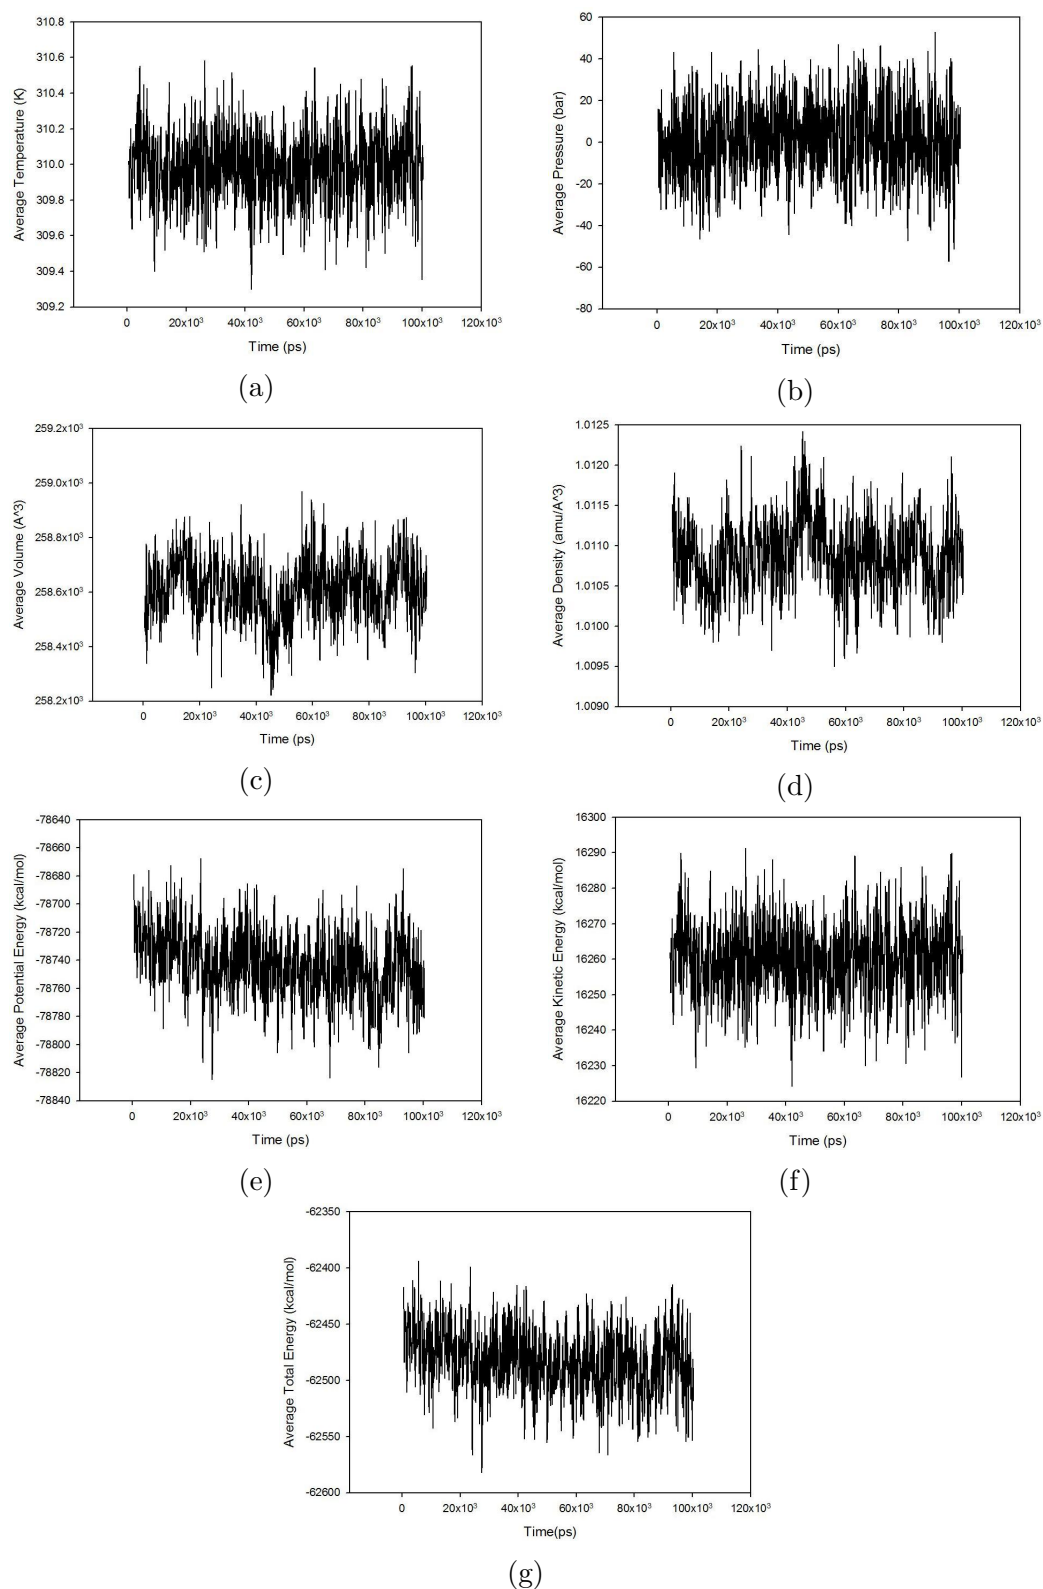 310.8
310.6
310.4
310.2
310.0
309.8
309.6
309.4
309.2
Average Temperature (K)
0 20x10³ 40x10³ 60x10³ 80x10³ 100x10³ 120x10³
Time (ps)
(a)
60
40
20
0
-20
-40
-60
-80
Average Pressure (bar)
0 20x10³ 40x10³ 60x10³ 80x10³ 100x10³ 120x10³
Time (ps)
(b)
259.2x10³
259.0x10³
258.8x10³
258.6x10³
258.4x10³
258.2x10³
Average Volume (A^3)
0 20x10³ 40x10³ 60x10³ 80x10³ 100x10³ 120x10³
Time (ps)
(c)
1.0125
1.0120
1.0115
1.0110
1.0105
1.0100
1.0095
1.0090
Average Density (amu/A^3)
0 20x10³ 40x10³ 60x10³ 80x10³ 100x10³ 120x10³
Time (ps)
(d)
-78640
-78660
-78680
-78700
-78720
-78740
-78760
-78780
-78800
-78820
-78840
Average Potential Energy (kcal/mol)
0 20x10³ 40x10³ 60x10³ 80x10³ 100x10³ 120x10³
Time (ps)
(e)
16300
16290
16280
16270
16260
16250
16240
16230
16220
Average Kinetic Energy (kcal/mol)
0 20x10³ 40x10³ 60x10³ 80x10³ 100x10³ 120x10³
Time (ps)
(f)
-62350
-62400
-62450
-62500
-62550
-62600
Average Total Energy (kcal/mol)
0 20x10³ 40x10³ 60x10³ 80x10³ 100x10³ 120x10³
Time(ps)
(g)